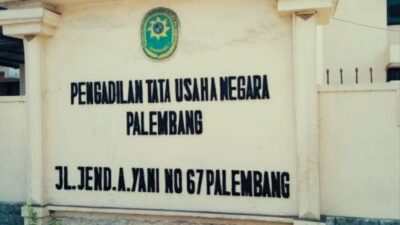 PENGADILAN TATA USAHA NEGARA
PALEMBANG
JL.JEND.A.YANI NO 67 PALEMBANG